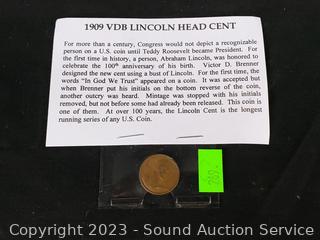 1909 VDB LINCOLN HEAD CENT
For more than a century, Congress would not depict a recognizable
person on a U.S. coin until Teddy Roosevelt became President. For
the first time in history, a person, Abraham Lincoln, was honored to
celebrate the 100th anniversary of his birth. Victor D. Brenner
designed the new cent using a bust of Lincoln. For the first time, the
words "In God We Trust" appeared on a coin. It was accepted but
when Brenner put his initials on the bottom reverse of the coin,
another outcry was heard. Mintage was stopped with his initials
removed, but not before some had already been released. This coin is
one of them. At over 100 years, the Lincoln Cent is the longest
running series of any U.S. Coin.
Copyright 2023 - Sound Auction Service